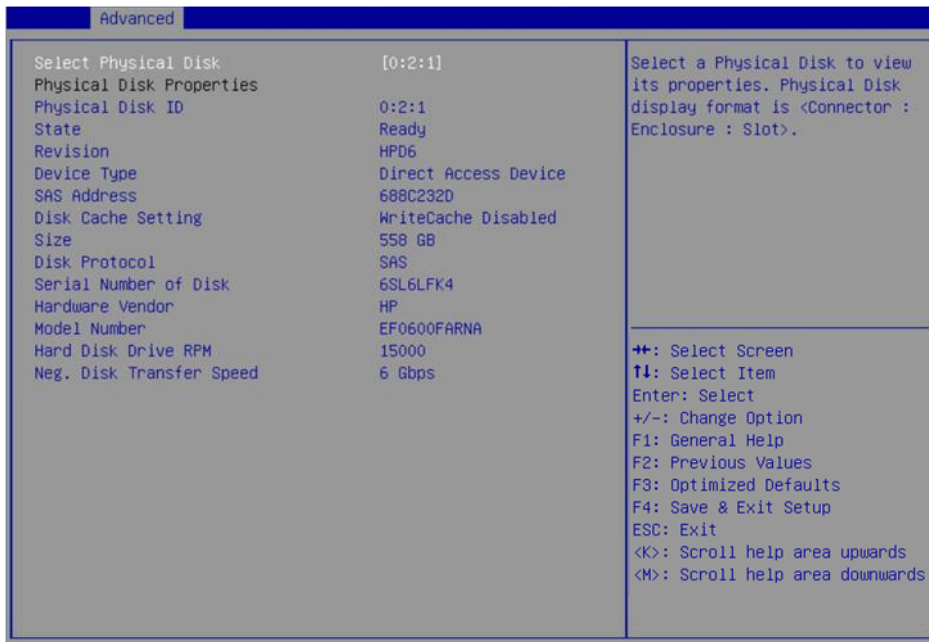 Advanced
Select Physical Disk [0:2:1]
Physical Disk Properties
Physical Disk ID 0:2:1
State Ready
Revision HPD6
Device Type Direct Access Device
SAS Address 688C232D
Disk Cache Setting WriteCache Disabled
Size 558 GB
Disk Protocol SAS
Serial Number of Disk 6SL6LFK4
Hardware Vendor HP
Model Number EF0600FARNA
Hard Disk Drive RPM 15000
Neg. Disk Transfer Speed 6 Gbps
Select a Physical Disk to view
its properties. Physical Disk
display format is <Connector :
Enclosure : Slot>.
→←: Select Screen
↑↓: Select Item
Enter: Select
+/-: Change Option
F1: General Help
F2: Previous Values
F3: Optimized Defaults
F4: Save & Exit Setup
ESC: Exit
<K>: Scroll help area upwards
<M>: Scroll help area downwards